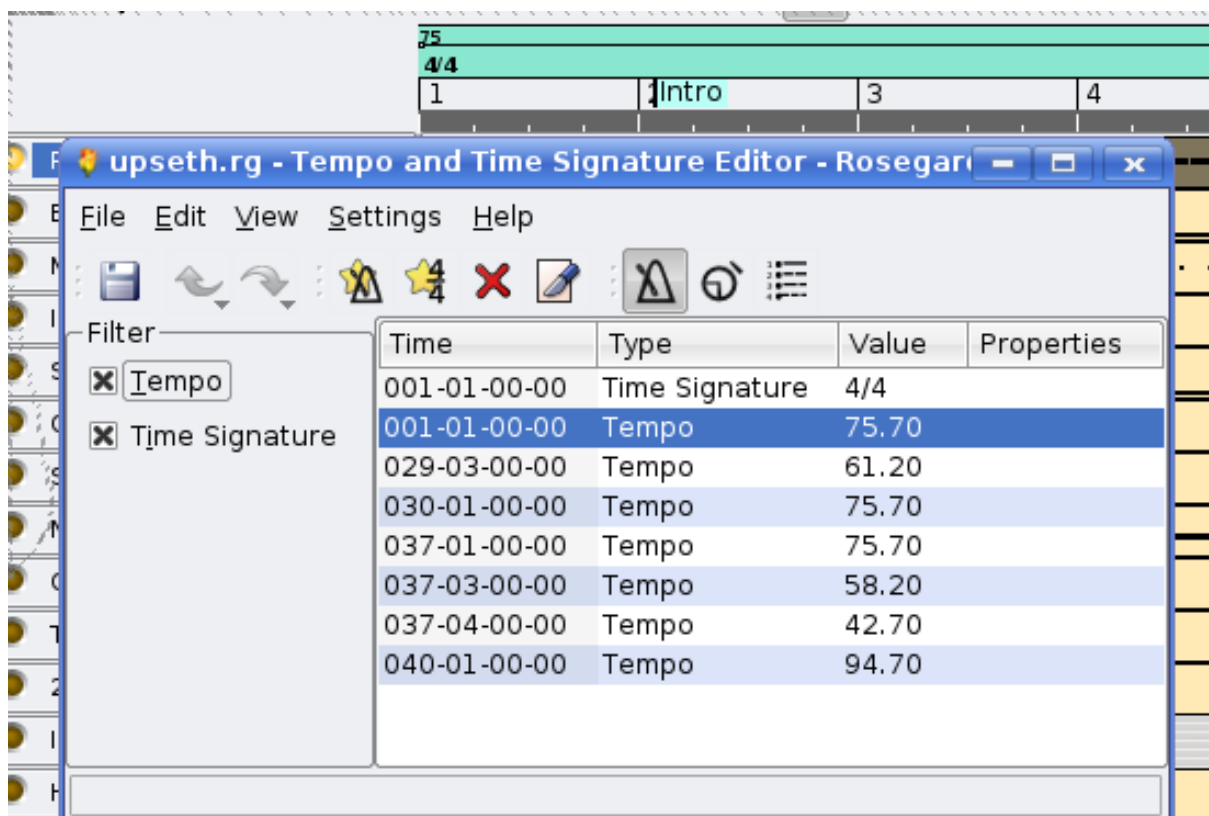 75
4/4
1 2 Intro 3 4
upseth.rg - Tempo and Time Signature Editor - Rosegar
File Edit View Settings Help
Filter
Tempo
Time Signature
Time Type Value Properties
001-01-00-00 Time Signature 4/4
001-01-00-00 Tempo 75.70
029-03-00-00 Tempo 61.20
030-01-00-00 Tempo 75.70
037-01-00-00 Tempo 75.70
037-03-00-00 Tempo 58.20
037-04-00-00 Tempo 42.70
040-01-00-00 Tempo 94.70